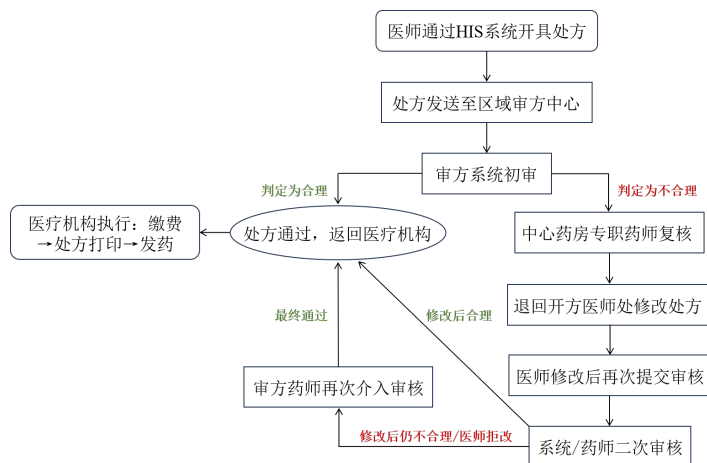 医师通过HIS系统开具处方
处方发送至区域审方中心
审方系统初审
判定为合理
判定为不合理
医疗机构执行：缴费
→处方打印→发药
处方通过，返回医疗机构
中心药房专职药师复核
退回开方医师处修改处方
最终通过
修改后合理
医师修改后再次提交审核
审方药师再次介入审核
修改后仍不合理/医师拒改
系统/药师二次审核